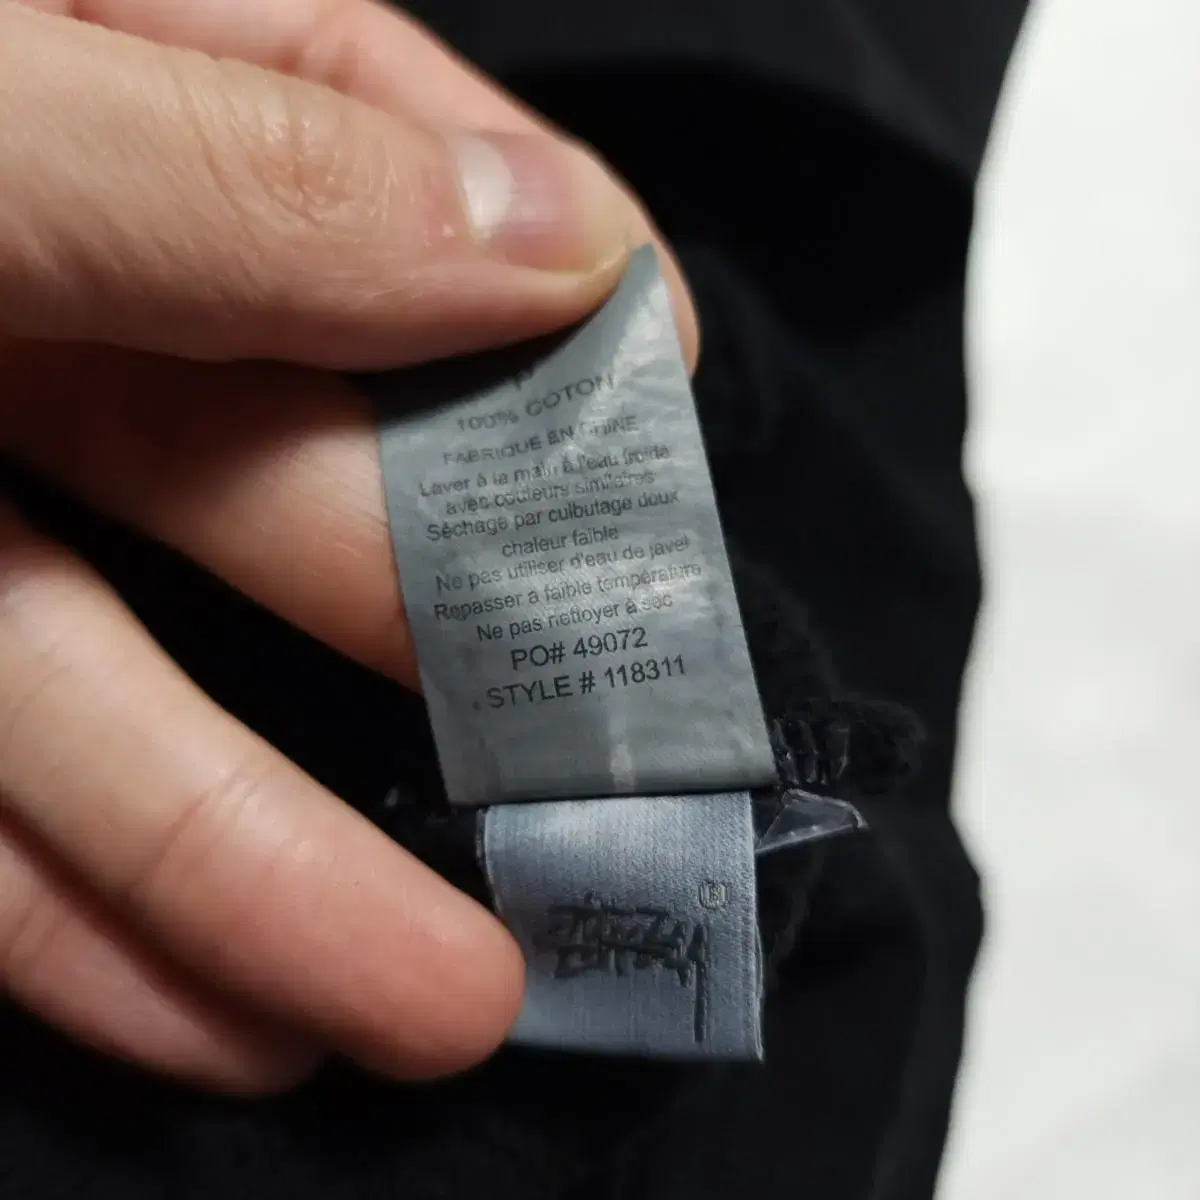 100% COTON
FABRIQUE EN CHINE
Laver à la main à l'eau froide
avec couleurs similaires
Séchage par culbutage doux
chaleur faible
Ne pas utiliser d'eau de javel
Repasser a faible température
Ne pas nettoyer à sec
PO# 49072
STYLE # 118311
®